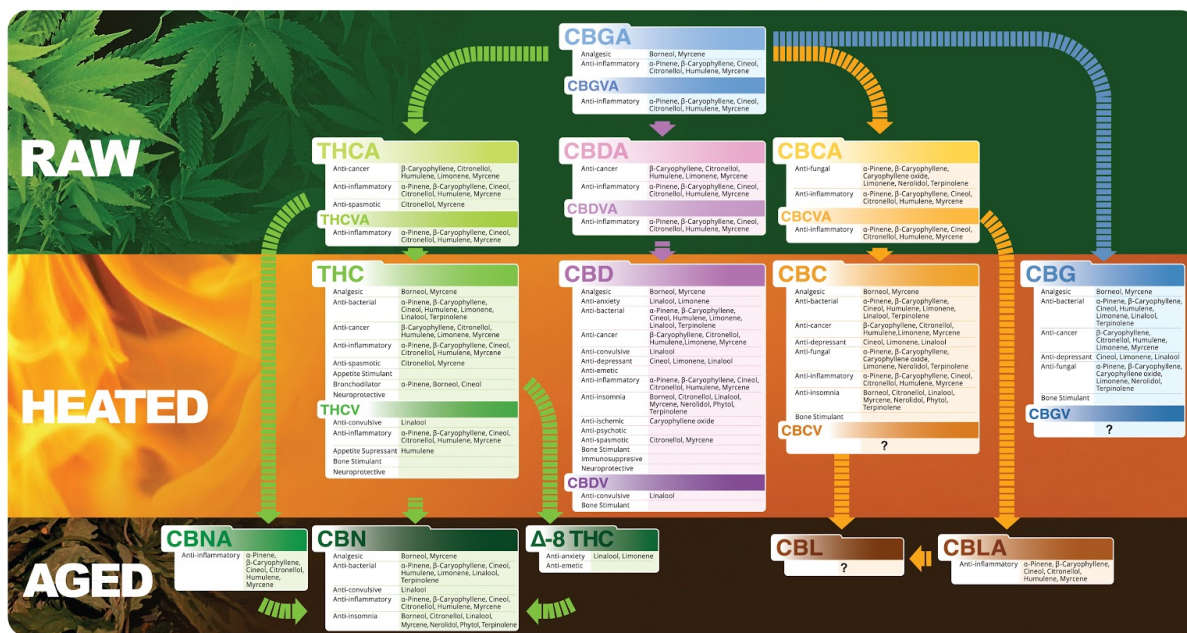 RAW
CBGA
Analgesic Borneol, Myrcene
Anti-inflammatory α-Pinene, β-Caryophyllene, Cineol,
Citronellol, Humulene, Myrcene
CBGVA
Anti-inflammatory α-Pinene, β-Caryophyllene, Cineol,
Citronellol, Humulene, Myrcene
THCA
Anti-cancer β-Caryophyllene, Citronellol,
Humulene, Limonene, Myrcene
Anti-inflammatory α-Pinene, β-Caryophyllene, Cineol,
Citronellol, Humulene, Myrcene
Anti-spasmotic Citronellol, Myrcene
THCVA
Anti-inflammatory α-Pinene, β-Caryophyllene, Cineol,
Citronellol, Humulene, Myrcene
CBDA
Anti-cancer β-Caryophyllene, Citronellol,
Humulene, Limonene, Myrcene
Anti-inflammatory α-Pinene, β-Caryophyllene, Cineol,
Citronellol, Humulene, Myrcene
CBDVA
Anti-inflammatory α-Pinene, β-Caryophyllene, Cineol,
Citronellol, Humulene, Myrcene
CBCA
Anti-fungal α-Pinene, β-Caryophyllene,
Caryophyllene oxide,
Limonene, Nerolidol, Terpinolene
Anti-inflammatory α-Pinene, β-Caryophyllene, Cineol,
Citronellol, Humulene, Myrcene
CBCVA
Anti-inflammatory α-Pinene, β-Caryophyllene, Cineol,
Citronellol, Humulene, Myrcene
HEATED
THC
Analgesic Borneol, Myrcene
Anti-bacterial α-Pinene, β-Caryophyllene,
Cineol, Humulene, Limonene,
Linalool, Terpinolene
Anti-cancer β-Caryophyllene, Citronellol,
Humulene, Limonene, Myrcene
Anti-inflammatory α-Pinene, β-Caryophyllene, Cineol,
Citronellol, Humulene, Myrcene
Anti-spasmotic Citronellol, Myrcene
Appetite Stimulant
Bronchodilator α-Pinene, Borneol, Cineol
Neuroprotective
THCV
Anti-convulsive Linalool
Anti-inflammatory α-Pinene, β-Caryophyllene, Cineol,
Citronellol, Humulene, Myrcene
Appetite Supressant Humulene
Bone Stimulant
Neuroprotective
CBD
Analgesic Borneol, Myrcene
Anti-anxiety Linalool, Limonene
Anti-bacterial α-Pinene, β-Caryophyllene,
Cineol, Humulene, Limonene,
Linalool, Terpinolene
Anti-cancer β-Caryophyllene, Citronellol,
Humulene,Limonene, Myrcene
Anti-convulsive Linalool
Anti-depressant Cineol, Limonene, Linalool
Anti-emetic
Anti-inflammatory α-Pinene, β-Caryophyllene, Cineol,
Citronellol, Humulene, Myrcene
Anti-insomnia Borneol, Citronellol, Linalool,
Myrcene, Nerolidol, Phytol,
Terpinolene
Anti-ischemic Caryophyllene oxide
Anti-psychotic
Anti-spasmotic Citronellol, Myrcene
Bone Stimulant
Immunosuppresive
Neuroprotective
CBDV
Anti-convulsive Linalool
Bone Stimulant
CBC
Analgesic Borneol, Myrcene
Anti-bacterial α-Pinene, β-Caryophyllene,
Cineol, Humulene, Limonene,
Linalool, Terpinolene
Anti-cancer β-Caryophyllene, Citronellol,
Humulene,Limonene, Myrcene
Anti-depressant Cineol, Limonene, Linalool
Anti-fungal α-Pinene, β-Caryophyllene,
Caryophyllene oxide,
Limonene, Nerolidol, Terpinolene
Anti-inflammatory α-Pinene, β-Caryophyllene, Cineol,
Citronellol, Humulene, Myrcene
Anti-insomnia Borneol, Citronellol, Linalool,
Myrcene, Nerolidol, Phytol,
Terpinolene
Bone Stimulant
CBCV
?
CBG
Analgesic Borneol, Myrcene
Anti-bacterial α-Pinene, β-Caryophyllene,
Cineol, Humulene,
Limonene, Linalool,
Terpinolene
Anti-cancer β-Caryophyllene,
Citronellol, Humulene,
Limonene, Myrcene
Anti-depressant Cineol, Limonene, Linalool
Anti-fungal α-Pinene, β-Caryophyllene,
Caryophyllene oxide,
Limonene, Nerolidol,
Terpinolene
Bone Stimulant
CBGV
?
AGED
CBNA
Anti-inflammatory α-Pinene,
β-Caryophyllene,
Cineol, Citronellol,
Humulene,
Myrcene
CBN
Analgesic Borneol, Myrcene
Anti-bacterial α-Pinene, β-Caryophyllene, Cineol,
Humulene, Limonene, Linalool,
Terpinolene
Anti-convulsive Linalool
Anti-inflammatory α-Pinene, β-Caryophyllene, Cineol,
Citronellol, Humulene, Myrcene
Anti-insomnia Borneol, Citronellol, Linalool,
Myrcene, Nerolidol, Phytol, Terpinolene
Δ-8 THC
Anti-anxiety Linalool, Limonene
Anti-emetic
CBL
?
CBLA
Anti-inflammatory α-Pinene, β-Caryophyllene,
Cineol, Citronellol,
Humulene, Myrcene